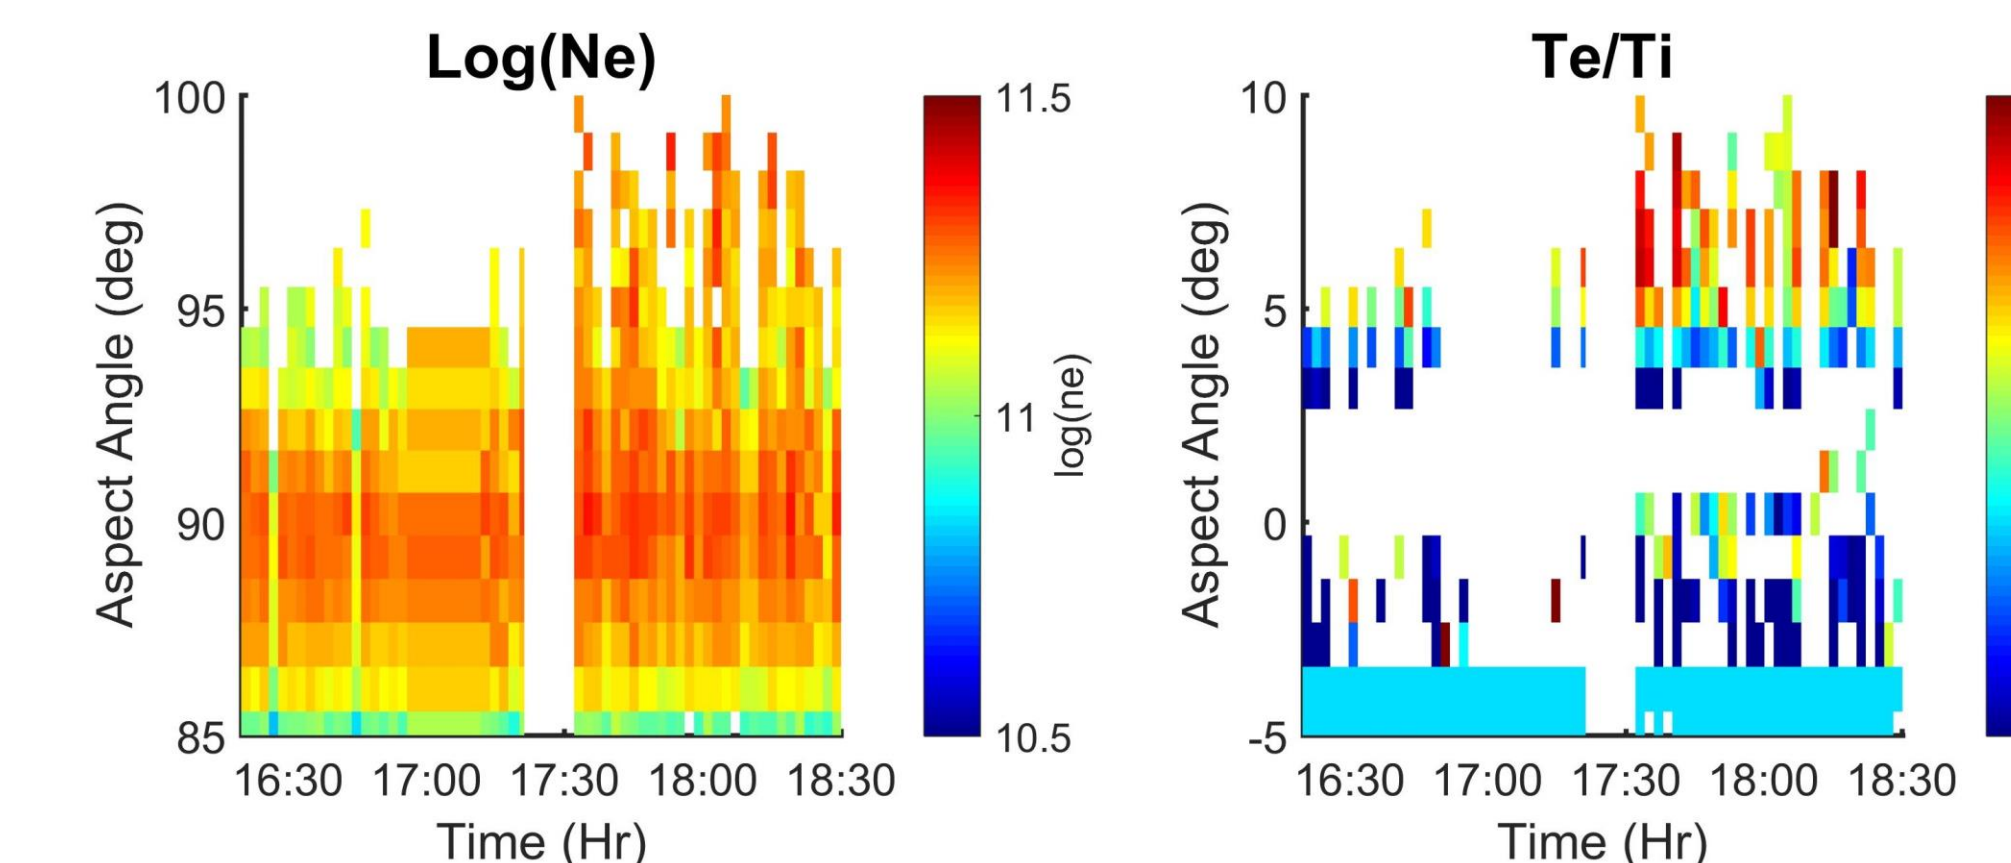 Log(Ne)
100
95
90
85
Aspect Angle (deg)
16:30 17:00 17:30 18:00 18:30
Time (Hr)
11.5
11
10.5
log(ne)
Te/Ti
10
5
0
-5
Aspect Angle (deg)
16:30 17:00 17:30 18:00 18:30
Time (Hr)